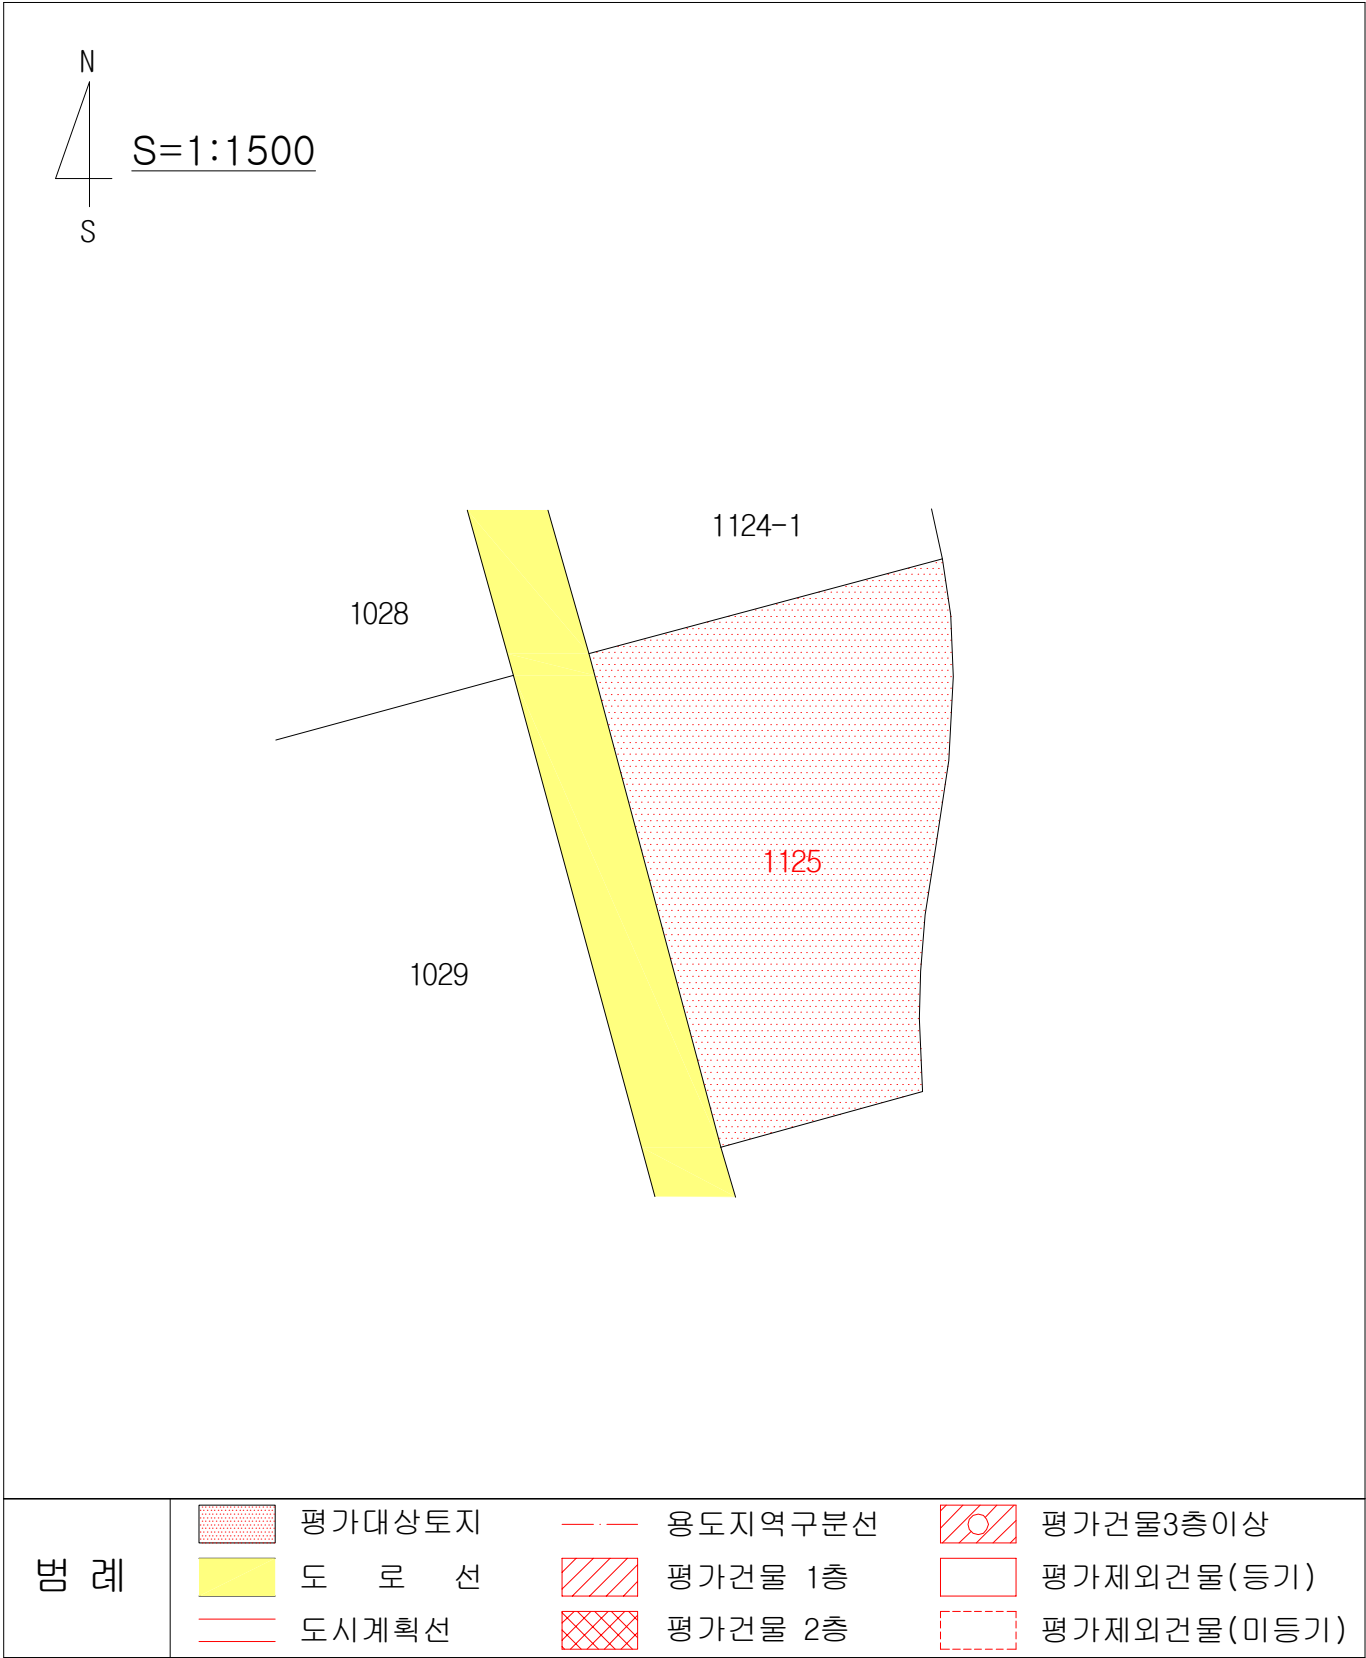 N
S=1:1500
S
1124-1
1028
1125
1029
범 례
평가대상토지
용도지역구분선
평가건물3층이상
도 로 선
평가건물 1층
평가제외건물(등기)
도시계획선
평가건물 2층
평가제외건물(미등기)